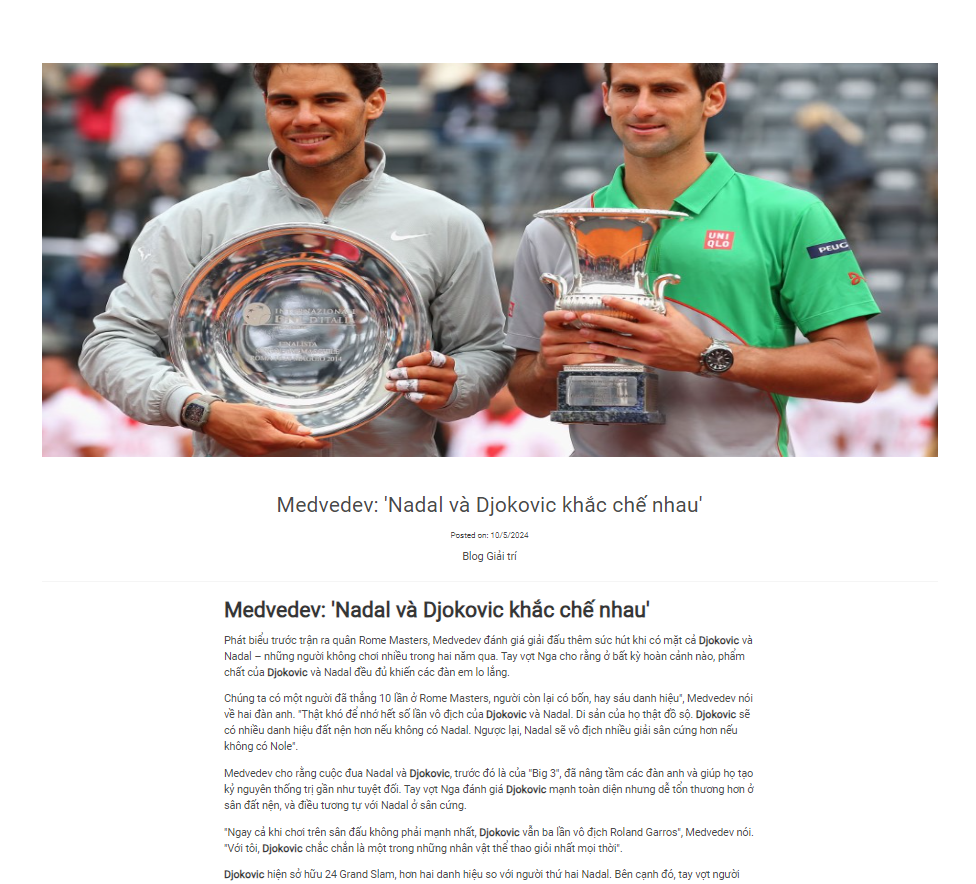 UNI
QLO
INTERNAZIONALI
BNL D'ITALIA
FINALISTA
Medvedev: 'Nadal và Djokovic khắc chế nhau'
Posted on: 10/5/2024
Blog Giải trí
Medvedev: 'Nadal và Djokovic khắc chế nhau'
Phát biểu trước trận ra quân Rome Masters, Medvedev đánh giá giải đấu thêm sức hút khi có mặt cả Djokovic và
Nadal – những người không chơi nhiều trong hai năm qua. Tay vợt Nga cho rằng ở bất kỳ hoàn cảnh nào, phẩm
chất của Djokovic và Nadal đều đủ khiến các đàn em lo lắng.
Chúng ta có một người đã thắng 10 lần ở Rome Masters, người còn lại có bốn, hay sáu danh hiệu", Medvedev nói
về hai đàn anh. "Thật khó để nhớ hết số lần vô địch của Djokovic và Nadal. Di sản của họ thật đồ sộ. Djokovic sẽ
có nhiều danh hiệu đất nện hơn nếu không có Nadal. Ngược lại, Nadal sẽ vô địch nhiều giải sân cứng hơn nếu
không có Nole".
Medvedev cho rằng cuộc đua Nadal và Djokovic, trước đó là của "Big 3", đã nâng tầm các đàn anh và giúp họ tạo
kỷ nguyên thống trị gần như tuyệt đối. Tay vợt Nga đánh giá Djokovic mạnh toàn diện nhưng dễ tổn thương hơn ở
sân đất nện, và điều tương tự với Nadal ở sân cứng.
"Ngay cả khi chơi trên sân đấu không phải mạnh nhất, Djokovic vẫn ba lần vô địch Roland Garros", Medvedev nói.
"Với tôi, Djokovic chắc chắn là một trong những nhân vật thể thao giỏi nhất mọi thời".
Djokovic hiện sở hữu 24 Grand Slam, hơn hai danh hiệu so với người thứ hai Nadal. Bên cạnh đó, tay vợt người